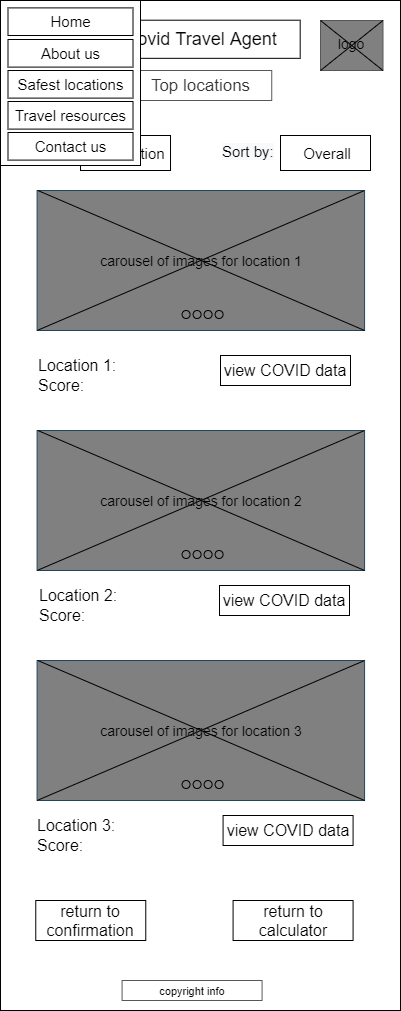 Home
ovid Travel Agent
logo
About us
Safest locations
Top locations
Travel resources
Contact us
tion
Sort by:
Overall
carousel of images for location 1
Location 1:
Score:
view COVID data
carousel of images for location 2
Location 2:
Score:
view COVID data
carousel of images for location 3
Location 3:
Score:
view COVID data
return to
confirmation
return to
calculator
copyright info